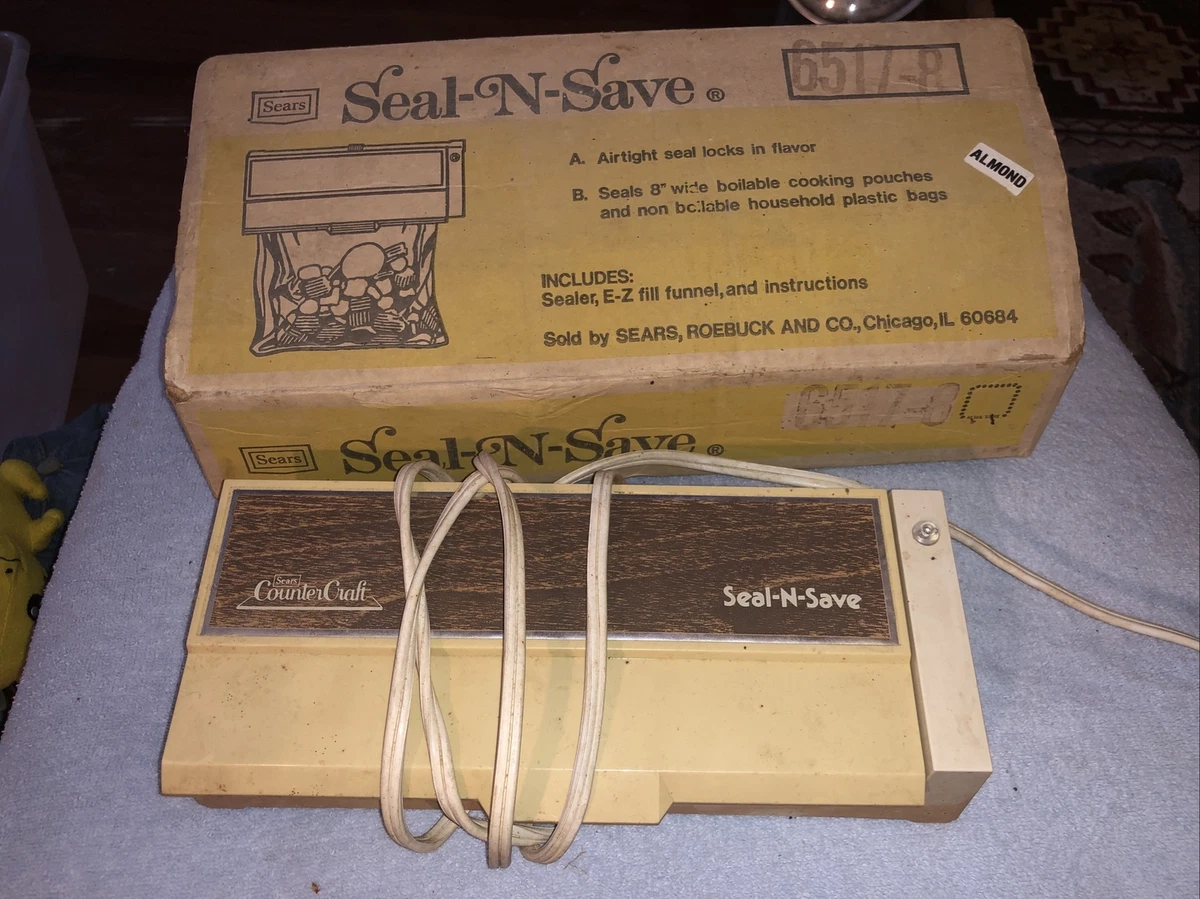 Sears
Seal-N-Save ®
6517-R
ALMOND
A. Airtight seal locks in flavor
B. Seals 8" wide boilable cooking pouches
and non boilable household plastic bags
INCLUDES:
Sealer, E-Z fill funnel, and instructions
Sold by SEARS, ROEBUCK AND CO., Chicago, IL 60684
Sears
Seal-N-Save ®
Sears
CounterCraft
Seal-N-Save